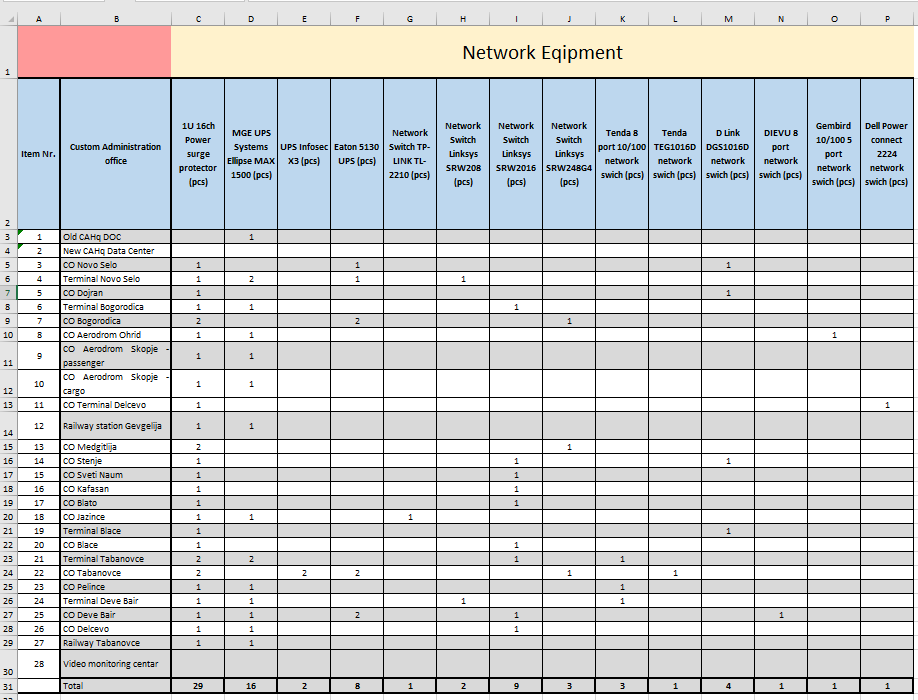 A B C D E F G H I J K L M N O P
1 Network Eqipment
2 Item Nr. Custom Administration office 1U 16ch Power surge protector (pcs) MGE UPS Systems Ellipse MAX 1500 (pcs) UPS Infosec X3 (pcs) Eaton 5130 UPS (pcs) Network Switch TP-LINK TL-2210 (pcs) Network Switch Linksys SRW208 (pcs) Network Switch Linksys SRW2016 (pcs) Network Switch Linksys SRW248G4 (pcs) Tenda 8 port 10/100 network swich (pcs) Tenda TEG1016D network swich (pcs) D Link DGS1016D network swich (pcs) DIEVU 8 port network swich (pcs) Gembird 10/100 5 port network swich (pcs) Dell Power connect 2224 network swich (pcs)
3 1 Old CAHq DOC 1
4 2 New CAHq Data Center
5 3 CO Novo Selo 1 1 1
6 4 Terminal Novo Selo 1 2 1 1
7 5 CO Dojran 1 1
8 6 Terminal Bogorodica 1 1 1
9 7 CO Bogorodica 2 2 1
10 8 CO Aerodrom Ohrid 1 1 1
11 9 CO Aerodrom Skopje - passenger 1 1
12 10 CO Aerodrom Skopje - cargo 1 1
13 11 CO Terminal Delcevo 1 1
14 12 Railway station Gevgelija 1 1
15 13 CO Medgitlija 2 1
16 14 CO Stenje 1 1 1
17 15 CO Sveti Naum 1 1
18 16 CO Kafasan 1 1
19 17 CO Blato 1 1
20 18 CO Jazince 1 1 1
21 19 Terminal Blace 1 1
22 20 CO Blace 1 1
23 21 Terminal Tabanovce 2 2 1 1
24 22 CO Tabanovce 2 2 2 1 1
25 23 CO Pelince 1 1 1
26 24 Terminal Deve Bair 1 1 1 1
27 25 CO Deve Bair 1 1 2 1 1
28 26 CO Delcevo 1 1 1
29 27 Railway Tabanovce 1 1
30 28 Video monitoring centar
31 Total 29 16 2 8 1 2 9 3 3 1 4 1 1 1